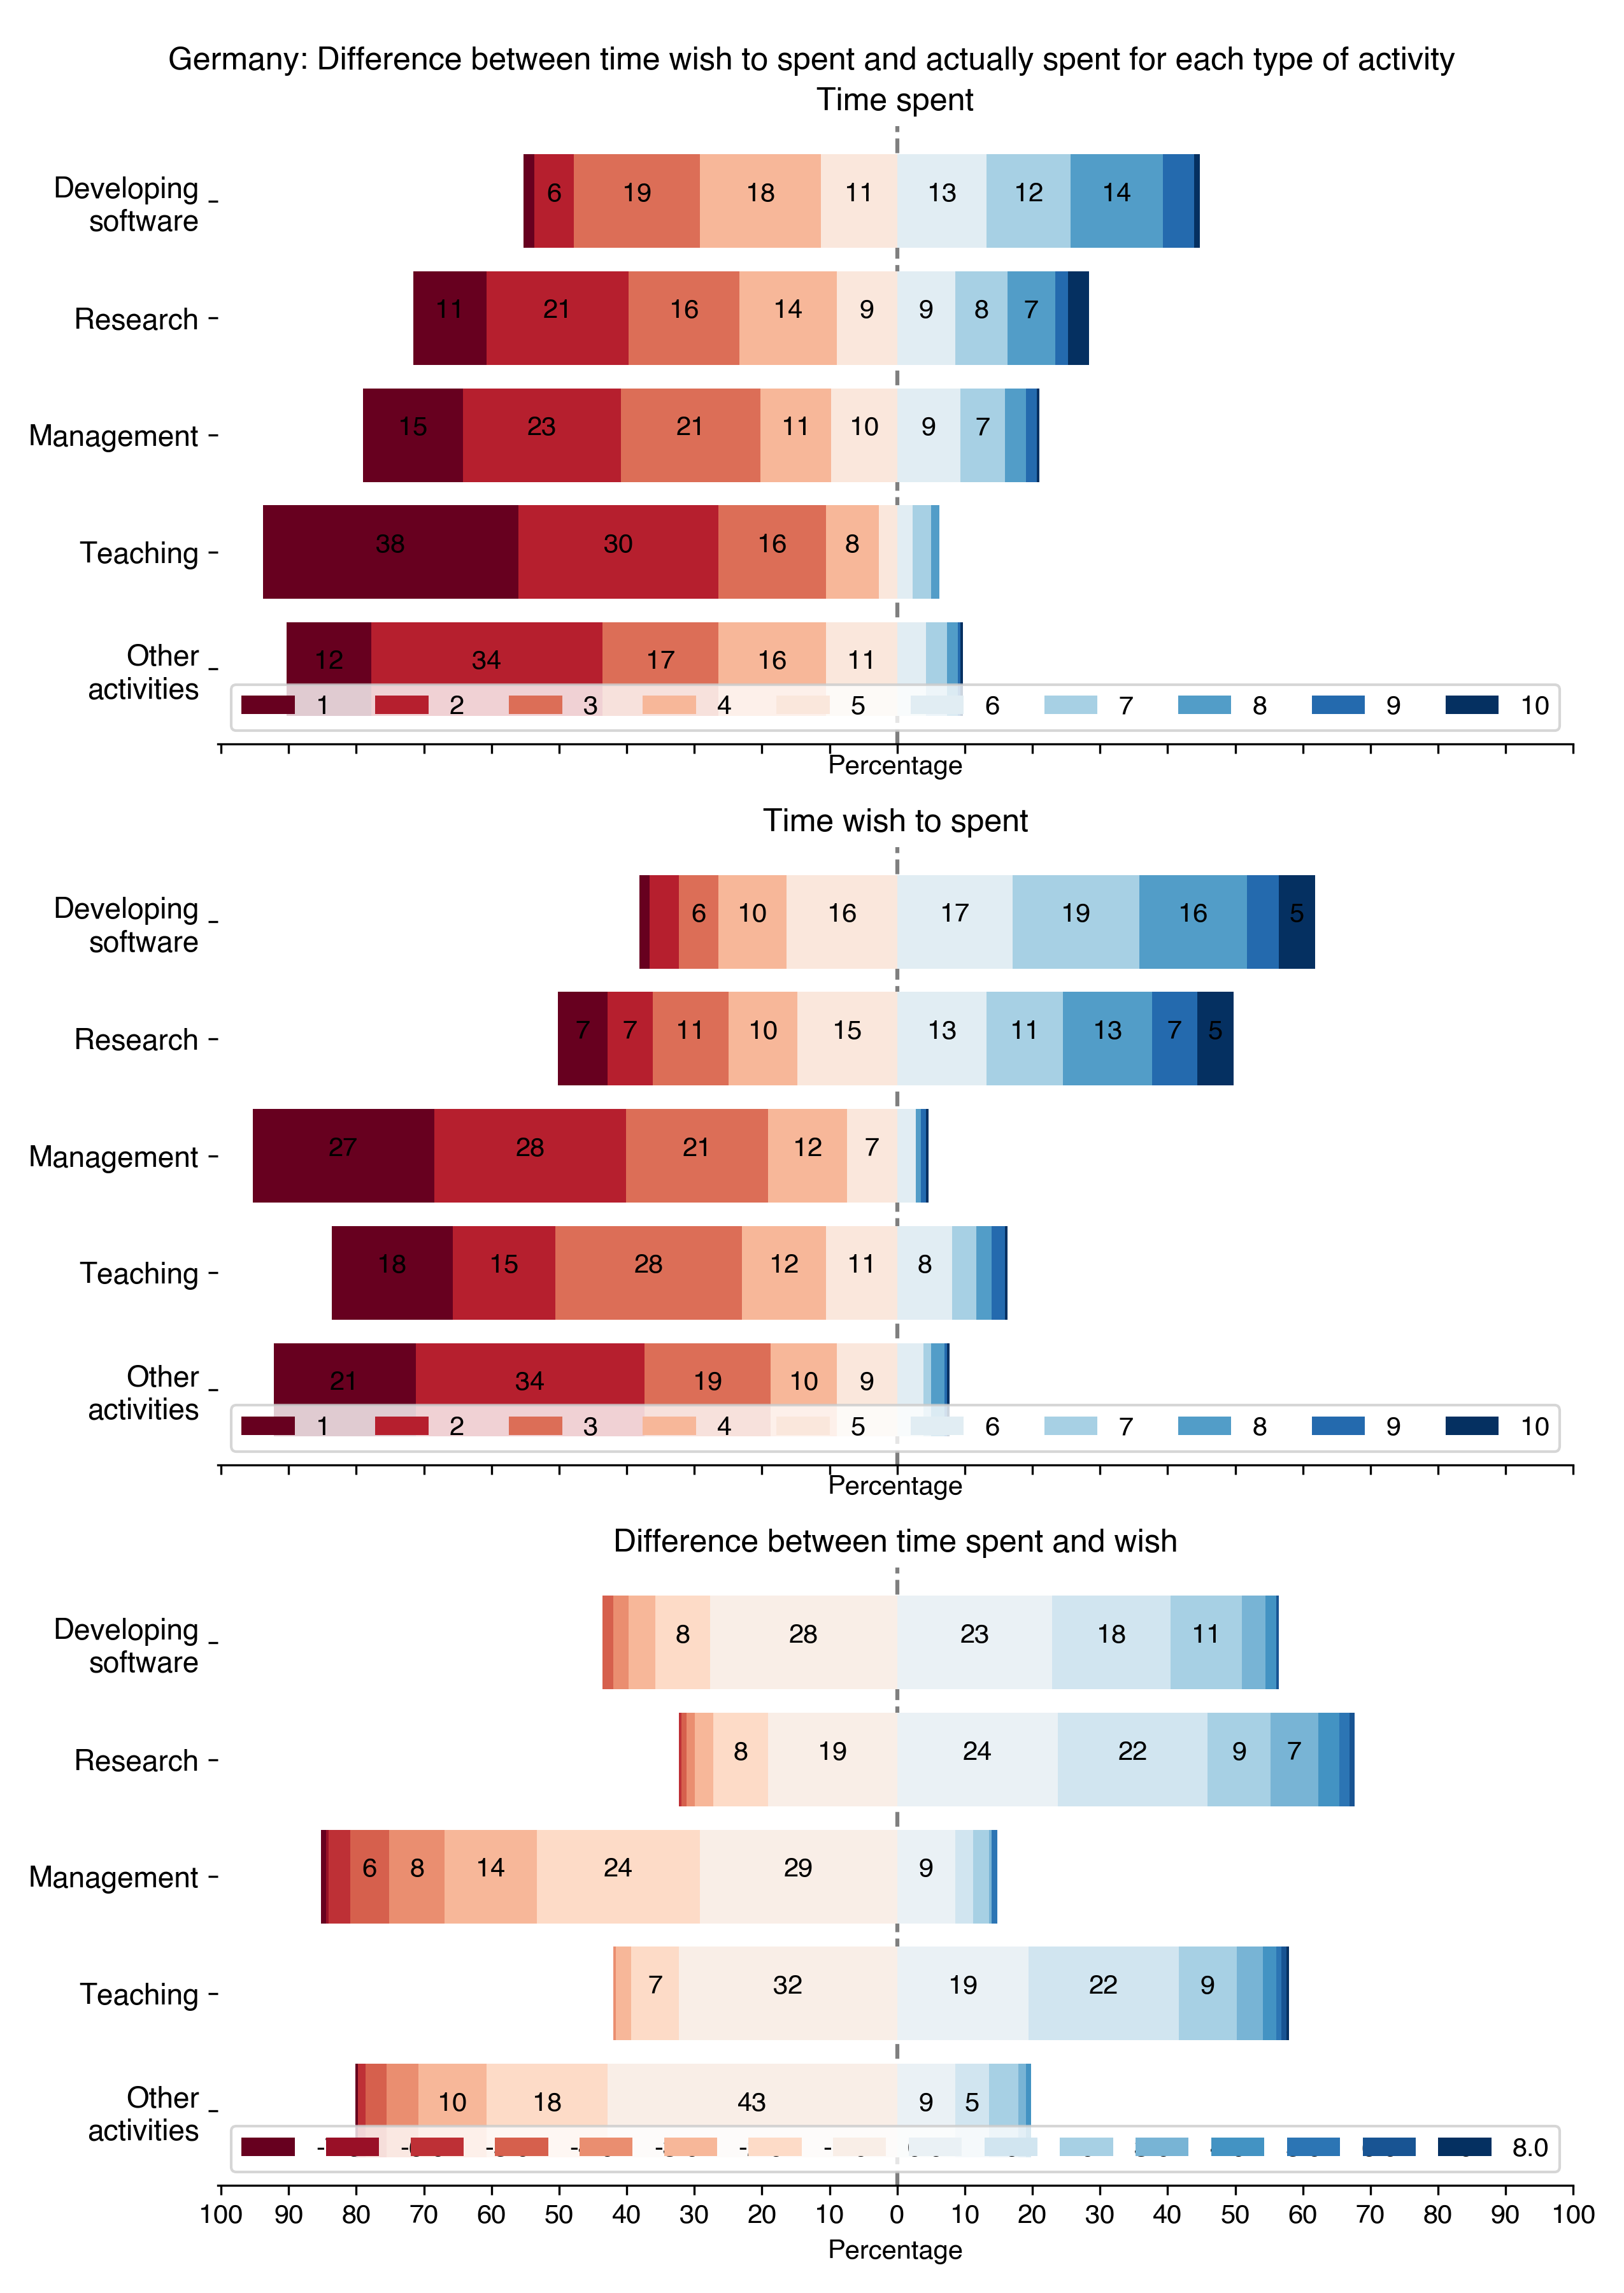 Germany: Difference between time wish to spent and actually spent for each type of activity
Time spent
Developing
software
6 19 18 11 13 12 14
Research
11 21 16 14 9 9 8 7
Management
15 23 21 11 10 9 7
Teaching
38 30 16 8
Other
activities
12 34 17 16 11
1 2 3 4 5 6 7 8 9 10
Percentage
Time wish to spent
Developing
software
6 10 16 17 19 16 5
Research
7 7 11 10 15 13 11 13 7 5
Management
27 28 21 12 7
Teaching
18 15 28 12 11 8
Other
activities
21 34 19 10 9
1 2 3 4 5 6 7 8 9 10
Percentage
Difference between time spent and wish
Developing
software
8 28 23 18 11
Research
8 19 24 22 9 7
Management
6 8 14 24 29 9
Teaching
7 32 19 22 9
Other
activities
10 18 43 9 5
8.0
100 90 80 70 60 50 40 30 20 10 0 10 20 30 40 50 60 70 80 90 100
Percentage